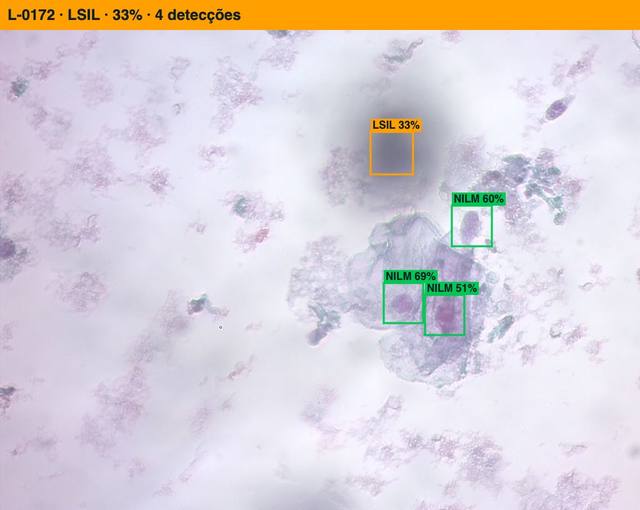 L-0172 · LSIL · 33% · 4 detecções
LSIL 33%
NILM 60%
NILM 69%
NILM 51%